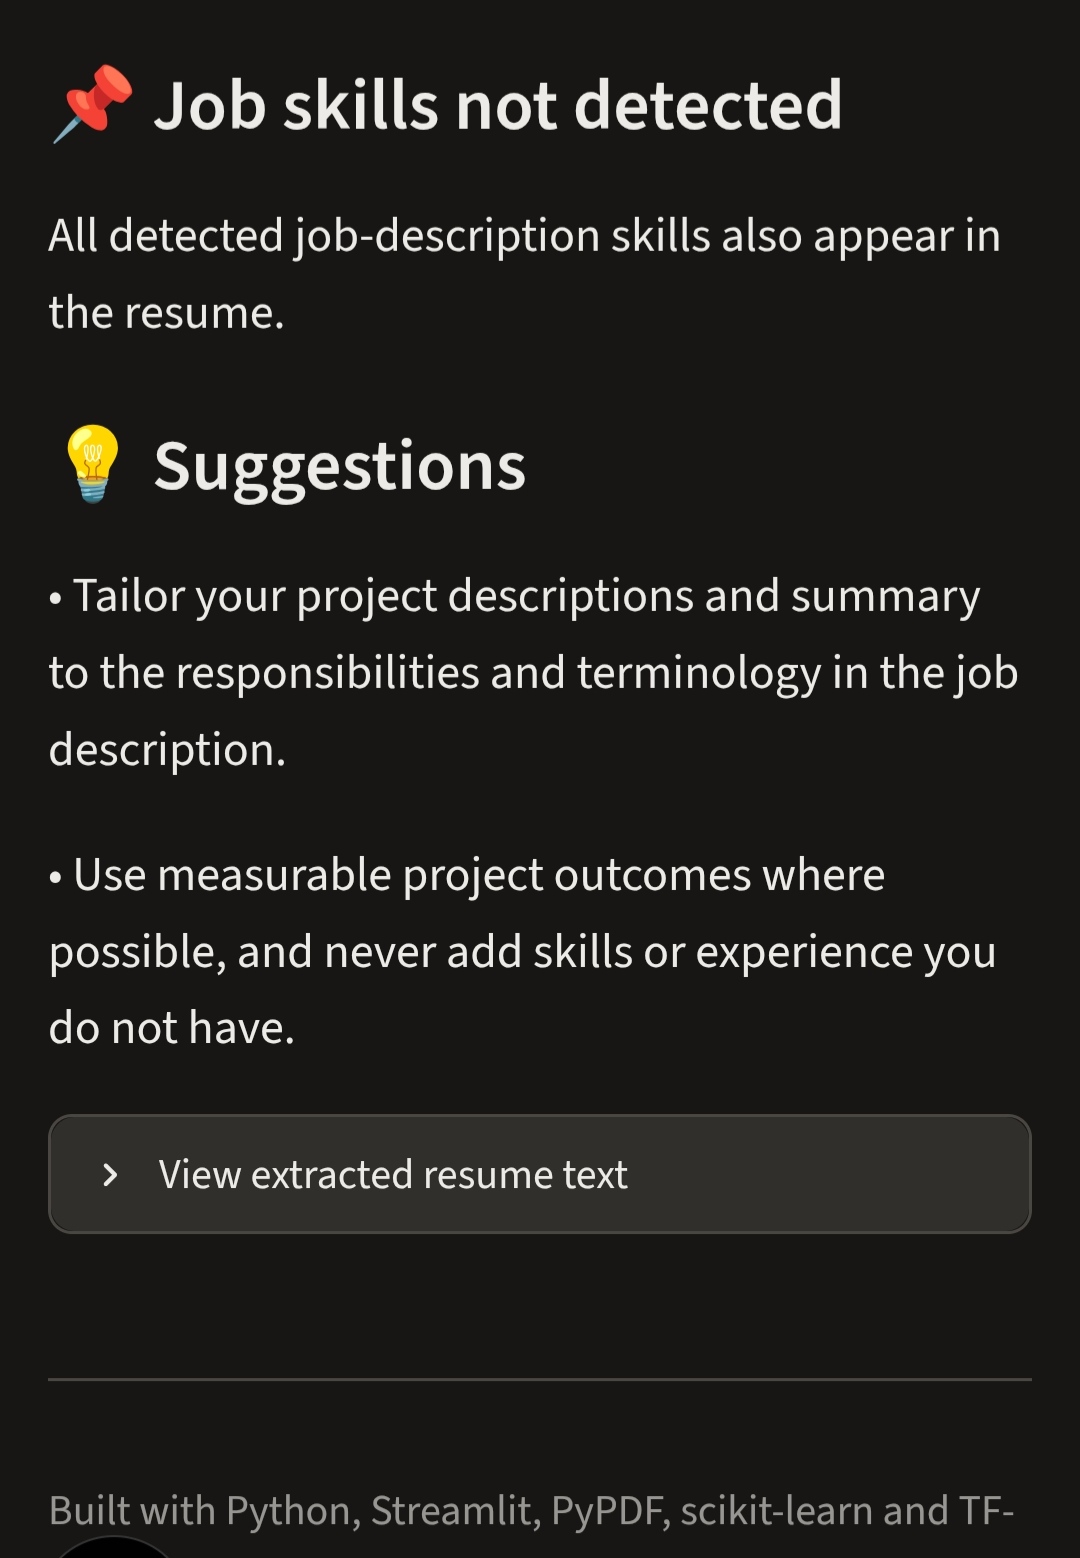 📌 Job skills not detected
All detected job-description skills also appear in
the resume.
💡 Suggestions
• Tailor your project descriptions and summary
to the responsibilities and terminology in the job
description.
• Use measurable project outcomes where
possible, and never add skills or experience you
do not have.
View extracted resume text
Built with Python, Streamlit, PyPDF, scikit-learn and TF-